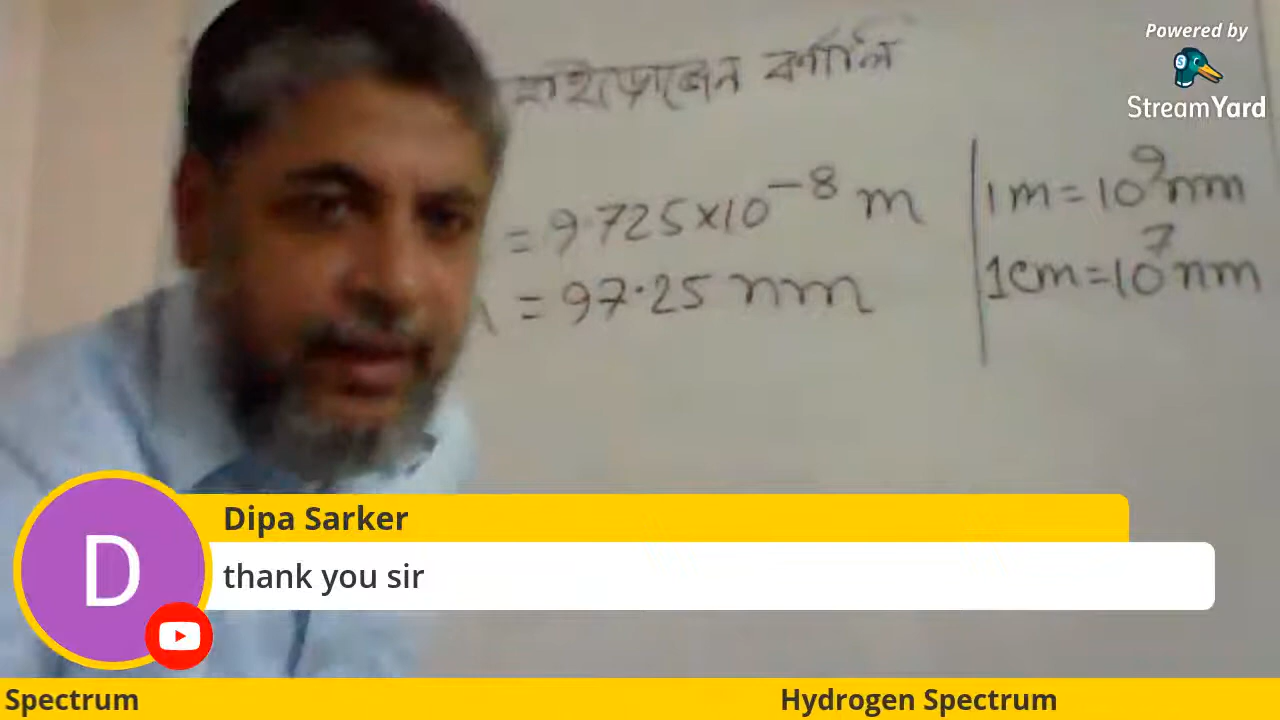 Powered by
StreamYard
হাইড্রোজেন বর্ণালি
= 9.725×10⁻⁸ m
1m = 10⁹ nm
λ = 97.25 nm
1cm = 10⁷ nm
D
Dipa Sarker
thank you sir
Spectrum
Hydrogen Spectrum